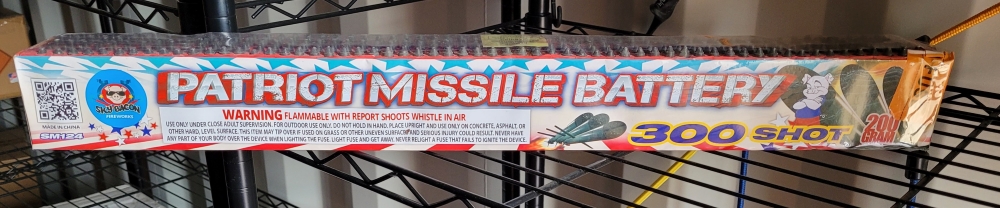 PATRIOT MISSILE BATTERY
SKY BACON
FIREWORKS
MADE IN CHINA
SM124
WARNING FLAMMABLE WITH REPORT SHOOTS WHISTLE IN AIR
USE ONLY UNDER CLOSE ADULT SUPERVISION. FOR OUTDOOR USE ONLY. DO NOT HOLD IN HAND. PLACE UPRIGHT AND USE ONLY ON CONCRETE, ASPHALT, OR
OTHER HARD, LEVEL SURFACE. THIS ITEM MAY TIP OVER IF USED ON GRASS OR OTHER UNEVEN SURFACE AND SERIOUS INJURY COULD RESULT. NEVER HAVE
ANY PART OF YOUR BODY OVER THE DEVICE WHEN LIGHTING THE FUSE. LIGHT FUSE AND GET AWAY. NEVER RELIGHT A FUSE THAT FAILS TO IGNITE THE DEVICE.
300 SHOT
200
GRAM